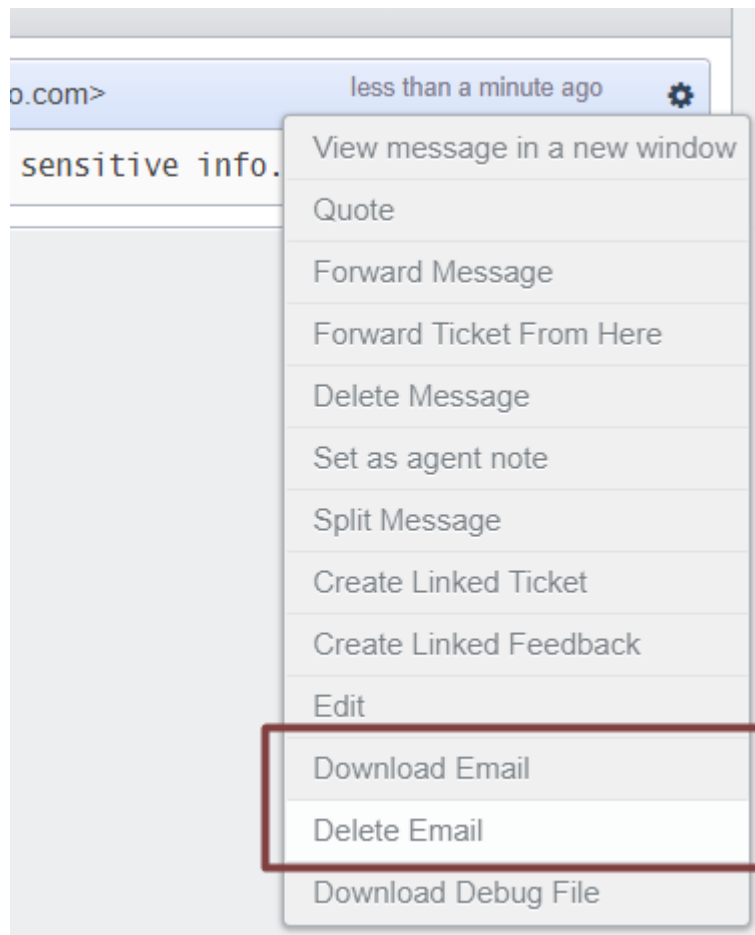 o.com> less than a minute ago
sensitive info.
View message in a new window
Quote
Forward Message
Forward Ticket From Here
Delete Message
Set as agent note
Split Message
Create Linked Ticket
Create Linked Feedback
Edit
Download Email
Delete Email
Download Debug File